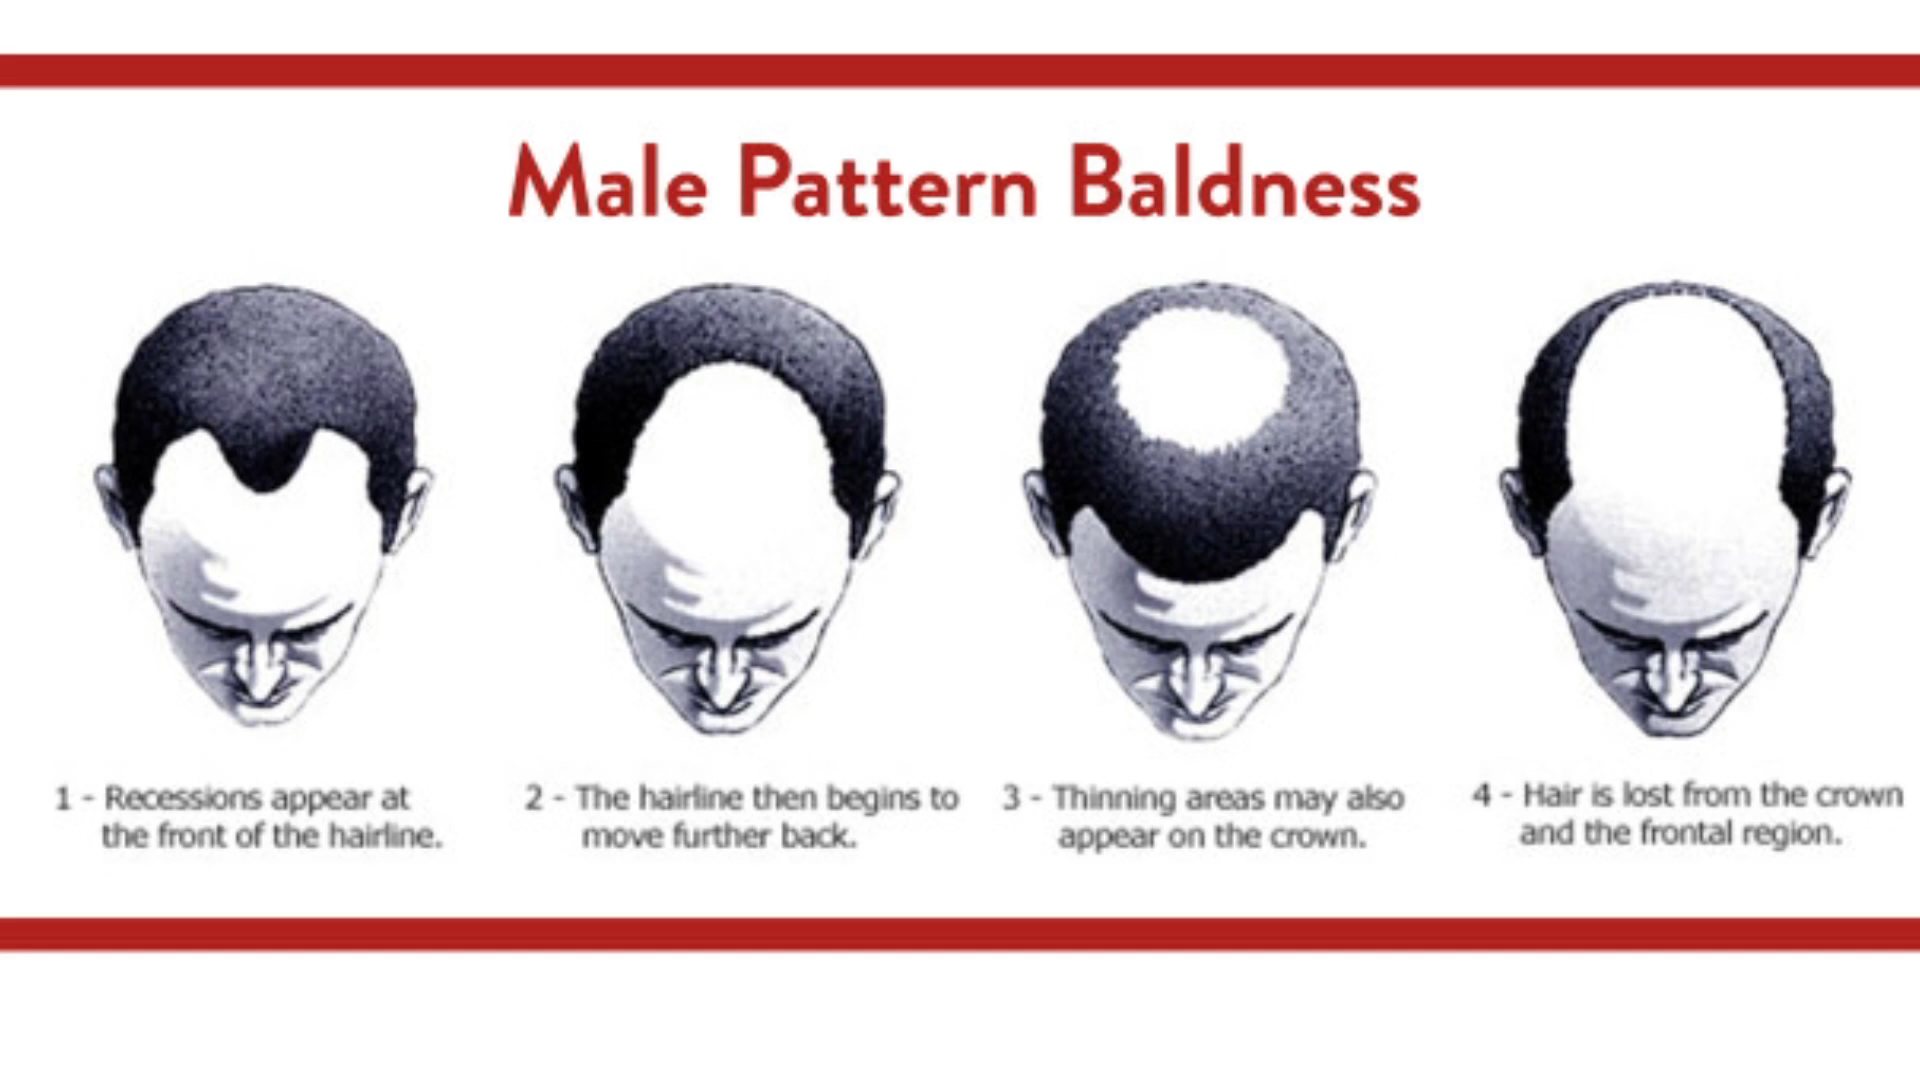 Male Pattern Baldness
1 - Recessions appear at
the front of the hairline.
2 - The hairline then begins to
move further back.
3 - Thinning areas may also
appear on the crown.
4 - Hair is lost from the crown
and the frontal region.